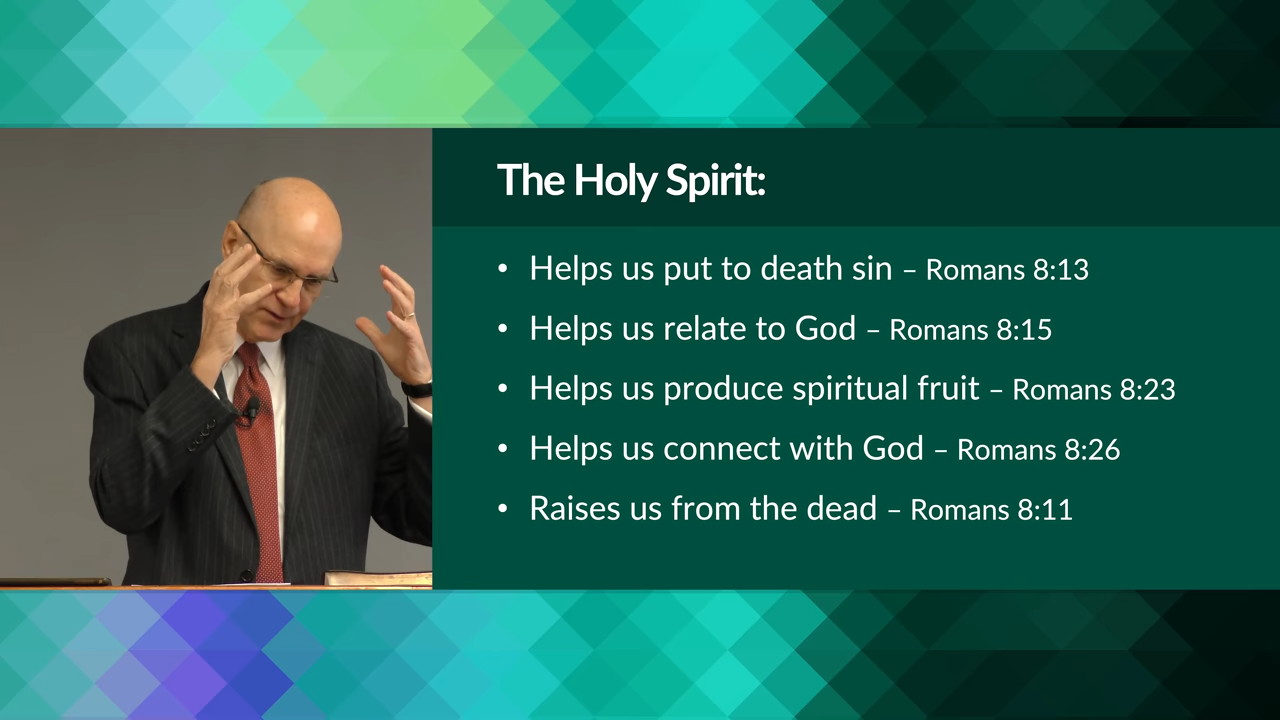 The Holy Spirit:
• Helps us put to death sin – Romans 8:13
• Helps us relate to God – Romans 8:15
• Helps us produce spiritual fruit – Romans 8:23
• Helps us connect with God – Romans 8:26
• Raises us from the dead – Romans 8:11